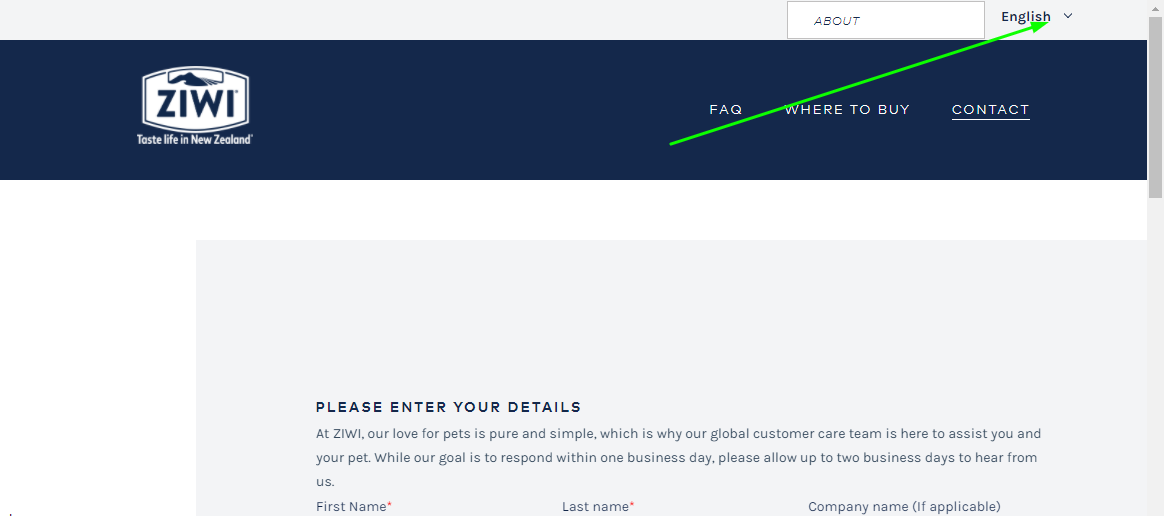 ABOUT
English
ZIWI
Taste life in New Zealand
FAQ
WHERE TO BUY
CONTACT
PLEASE ENTER YOUR DETAILS
At ZIWI, our love for pets is pure and simple, which is why our global customer care team is here to assist you and
your pet. While our goal is to respond within one business day, please allow up to two business days to hear from
us.
First Name*
Last name*
Company name (If applicable)